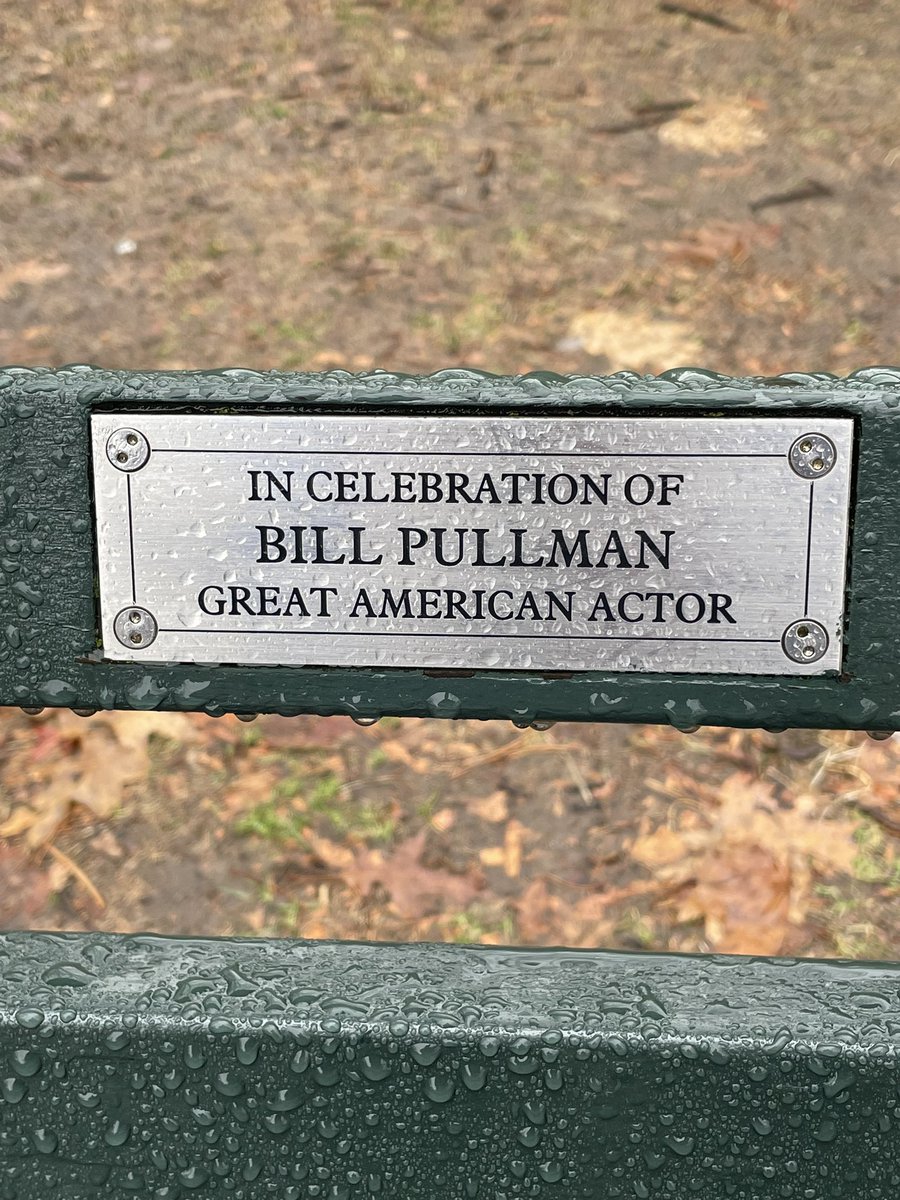 IN CELEBRATION OF
BILL PULLMAN
GREAT AMERICAN ACTOR